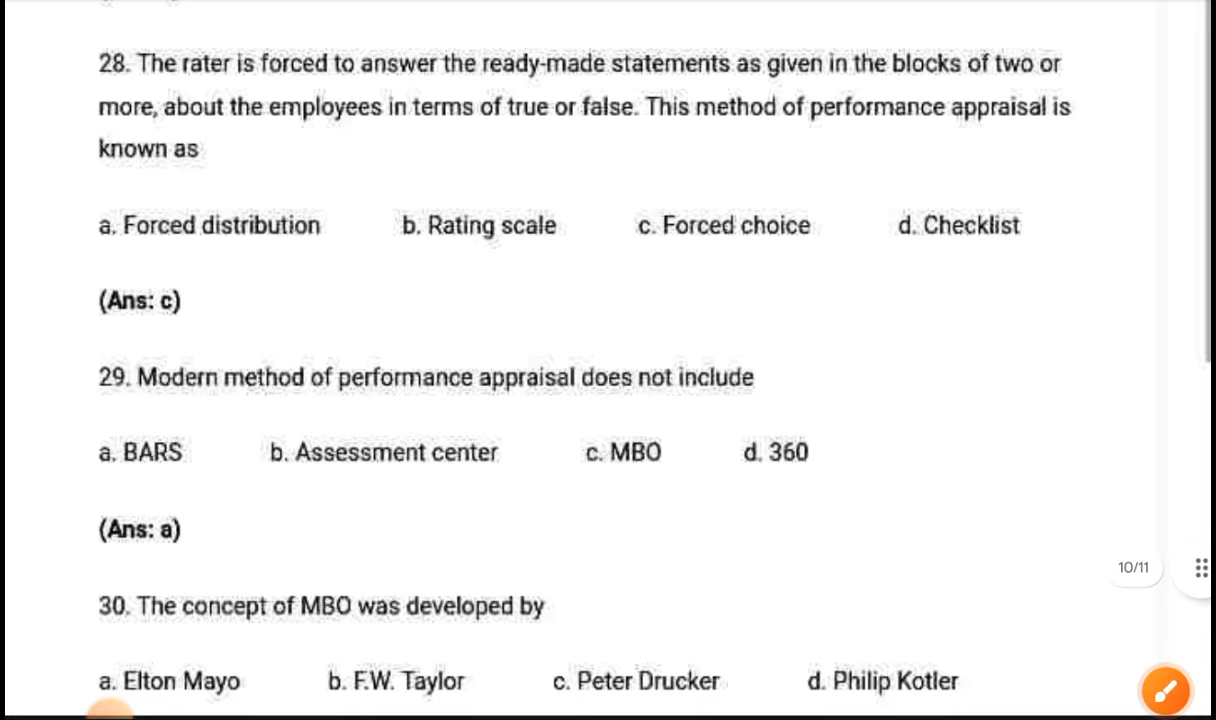 28. The rater is forced to answer the ready-made statements as given in the blocks of two or
more, about the employees in terms of true or false. This method of performance appraisal is
known as
a. Forced distribution b. Rating scale c. Forced choice d. Checklist
(Ans: c)
29. Modern method of performance appraisal does not include
a. BARS b. Assessment center c. MBO d. 360
(Ans: a)
10/11
30. The concept of MBO was developed by
a. Elton Mayo b. F.W. Taylor c. Peter Drucker d. Philip Kotler